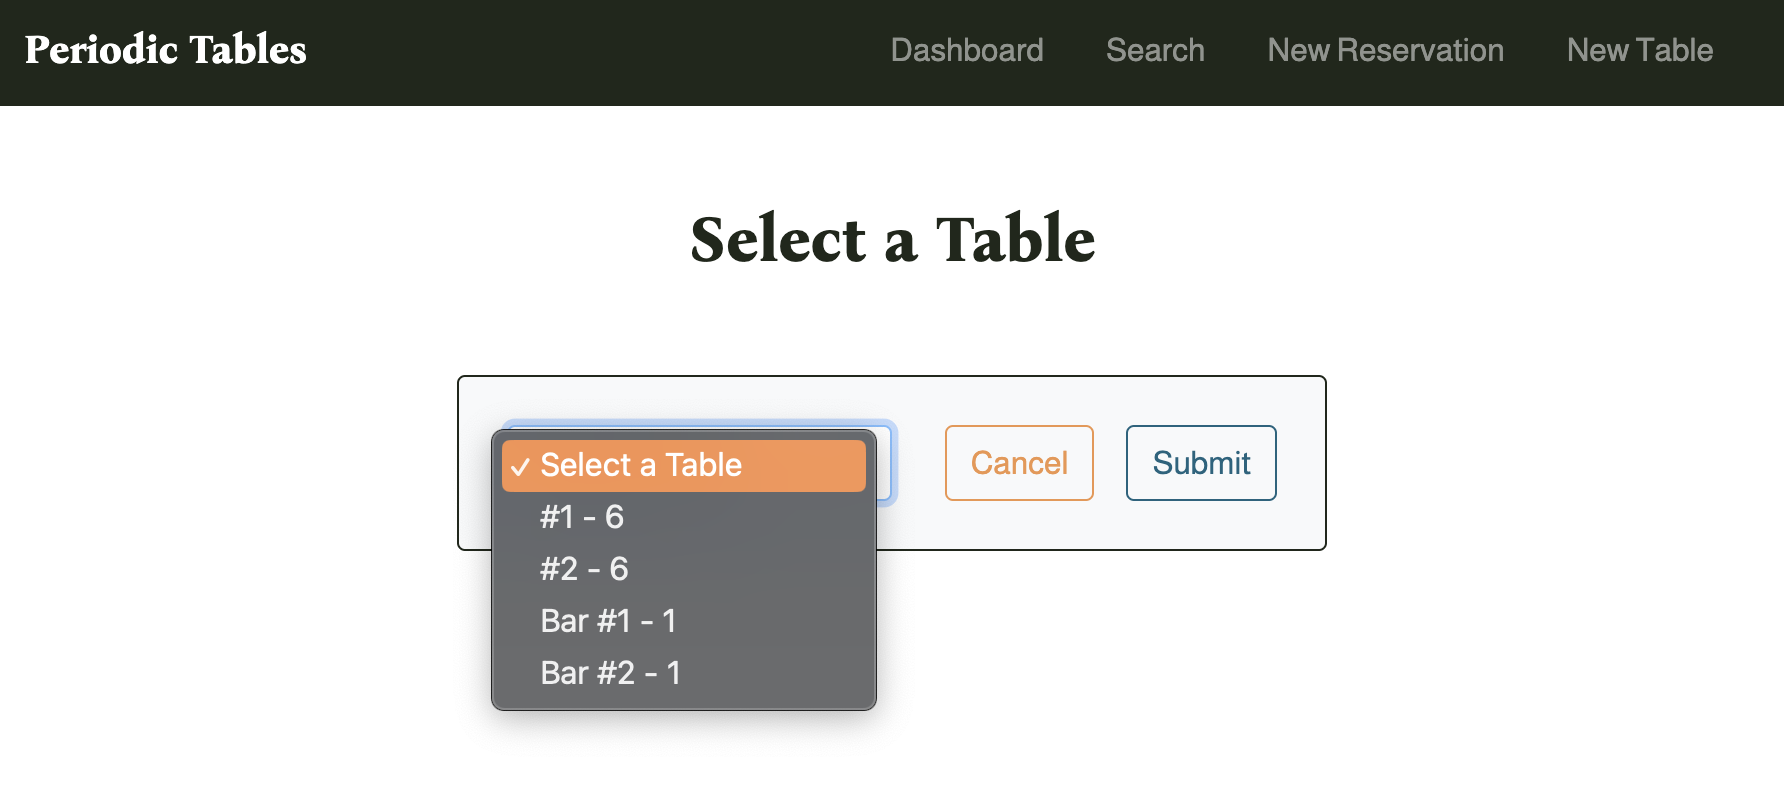 Periodic Tables Dashboard Search New Reservation New Table
Select a Table
✓ Select a Table Cancel Submit
#1 - 6
#2 - 6
Bar #1 - 1
Bar #2 - 1